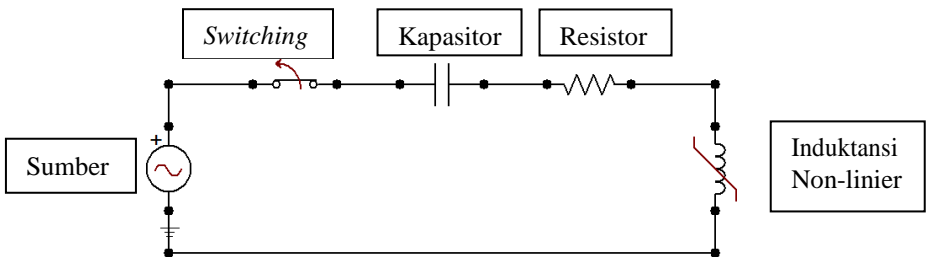 Switching
Kapasitor
Resistor
Sumber
+
Induktansi
Non-linier